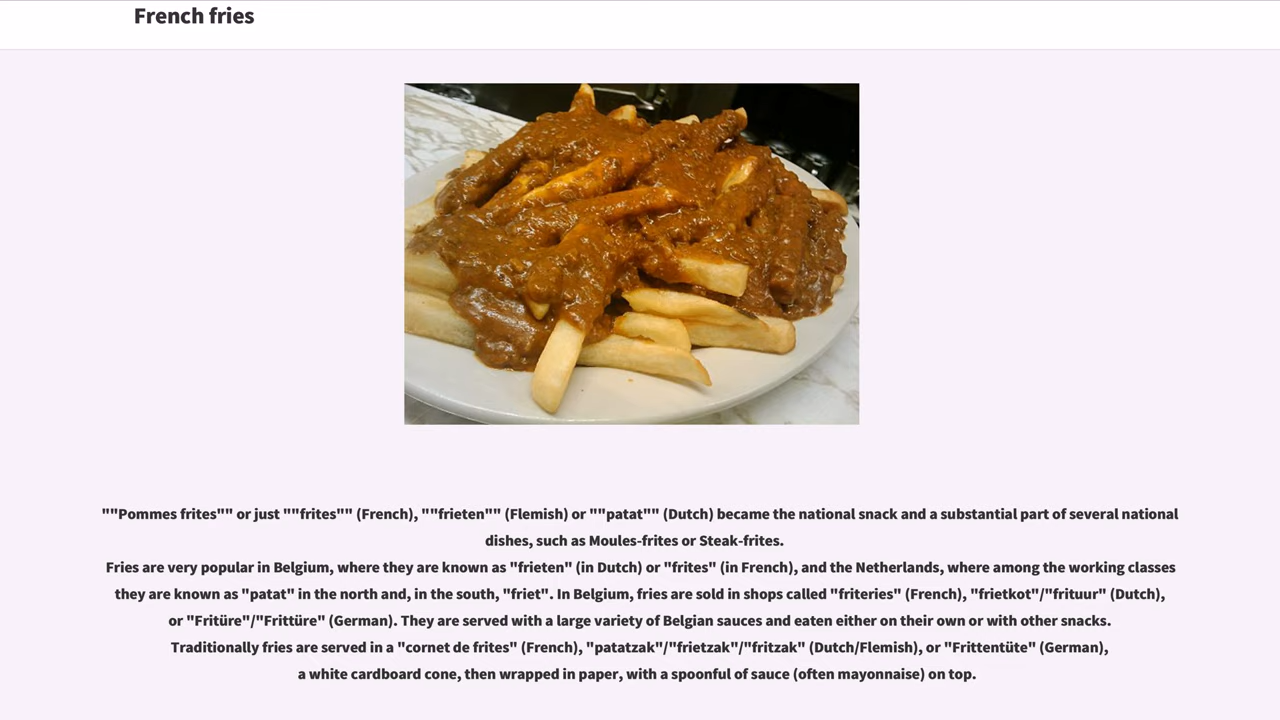 French fries
""Pommes frites"" or just ""frites"" (French), ""frieten"" (Flemish) or ""patat"" (Dutch) became the national snack and a substantial part of several national
dishes, such as Moules-frites or Steak-frites.
Fries are very popular in Belgium, where they are known as "frieten" (in Dutch) or "frites" (in French), and the Netherlands, where among the working classes
they are known as "patat" in the north and, in the south, "friet". In Belgium, fries are sold in shops called "friteries" (French), "frietkot"/"frituur" (Dutch),
or "Fritüre"/"Frittüre" (German). They are served with a large variety of Belgian sauces and eaten either on their own or with other snacks.
Traditionally fries are served in a "cornet de frites" (French), "patatzak"/"frietzak"/"fritzak" (Dutch/Flemish), or "Frittentüte" (German),
a white cardboard cone, then wrapped in paper, with a spoonful of sauce (often mayonnaise) on top.